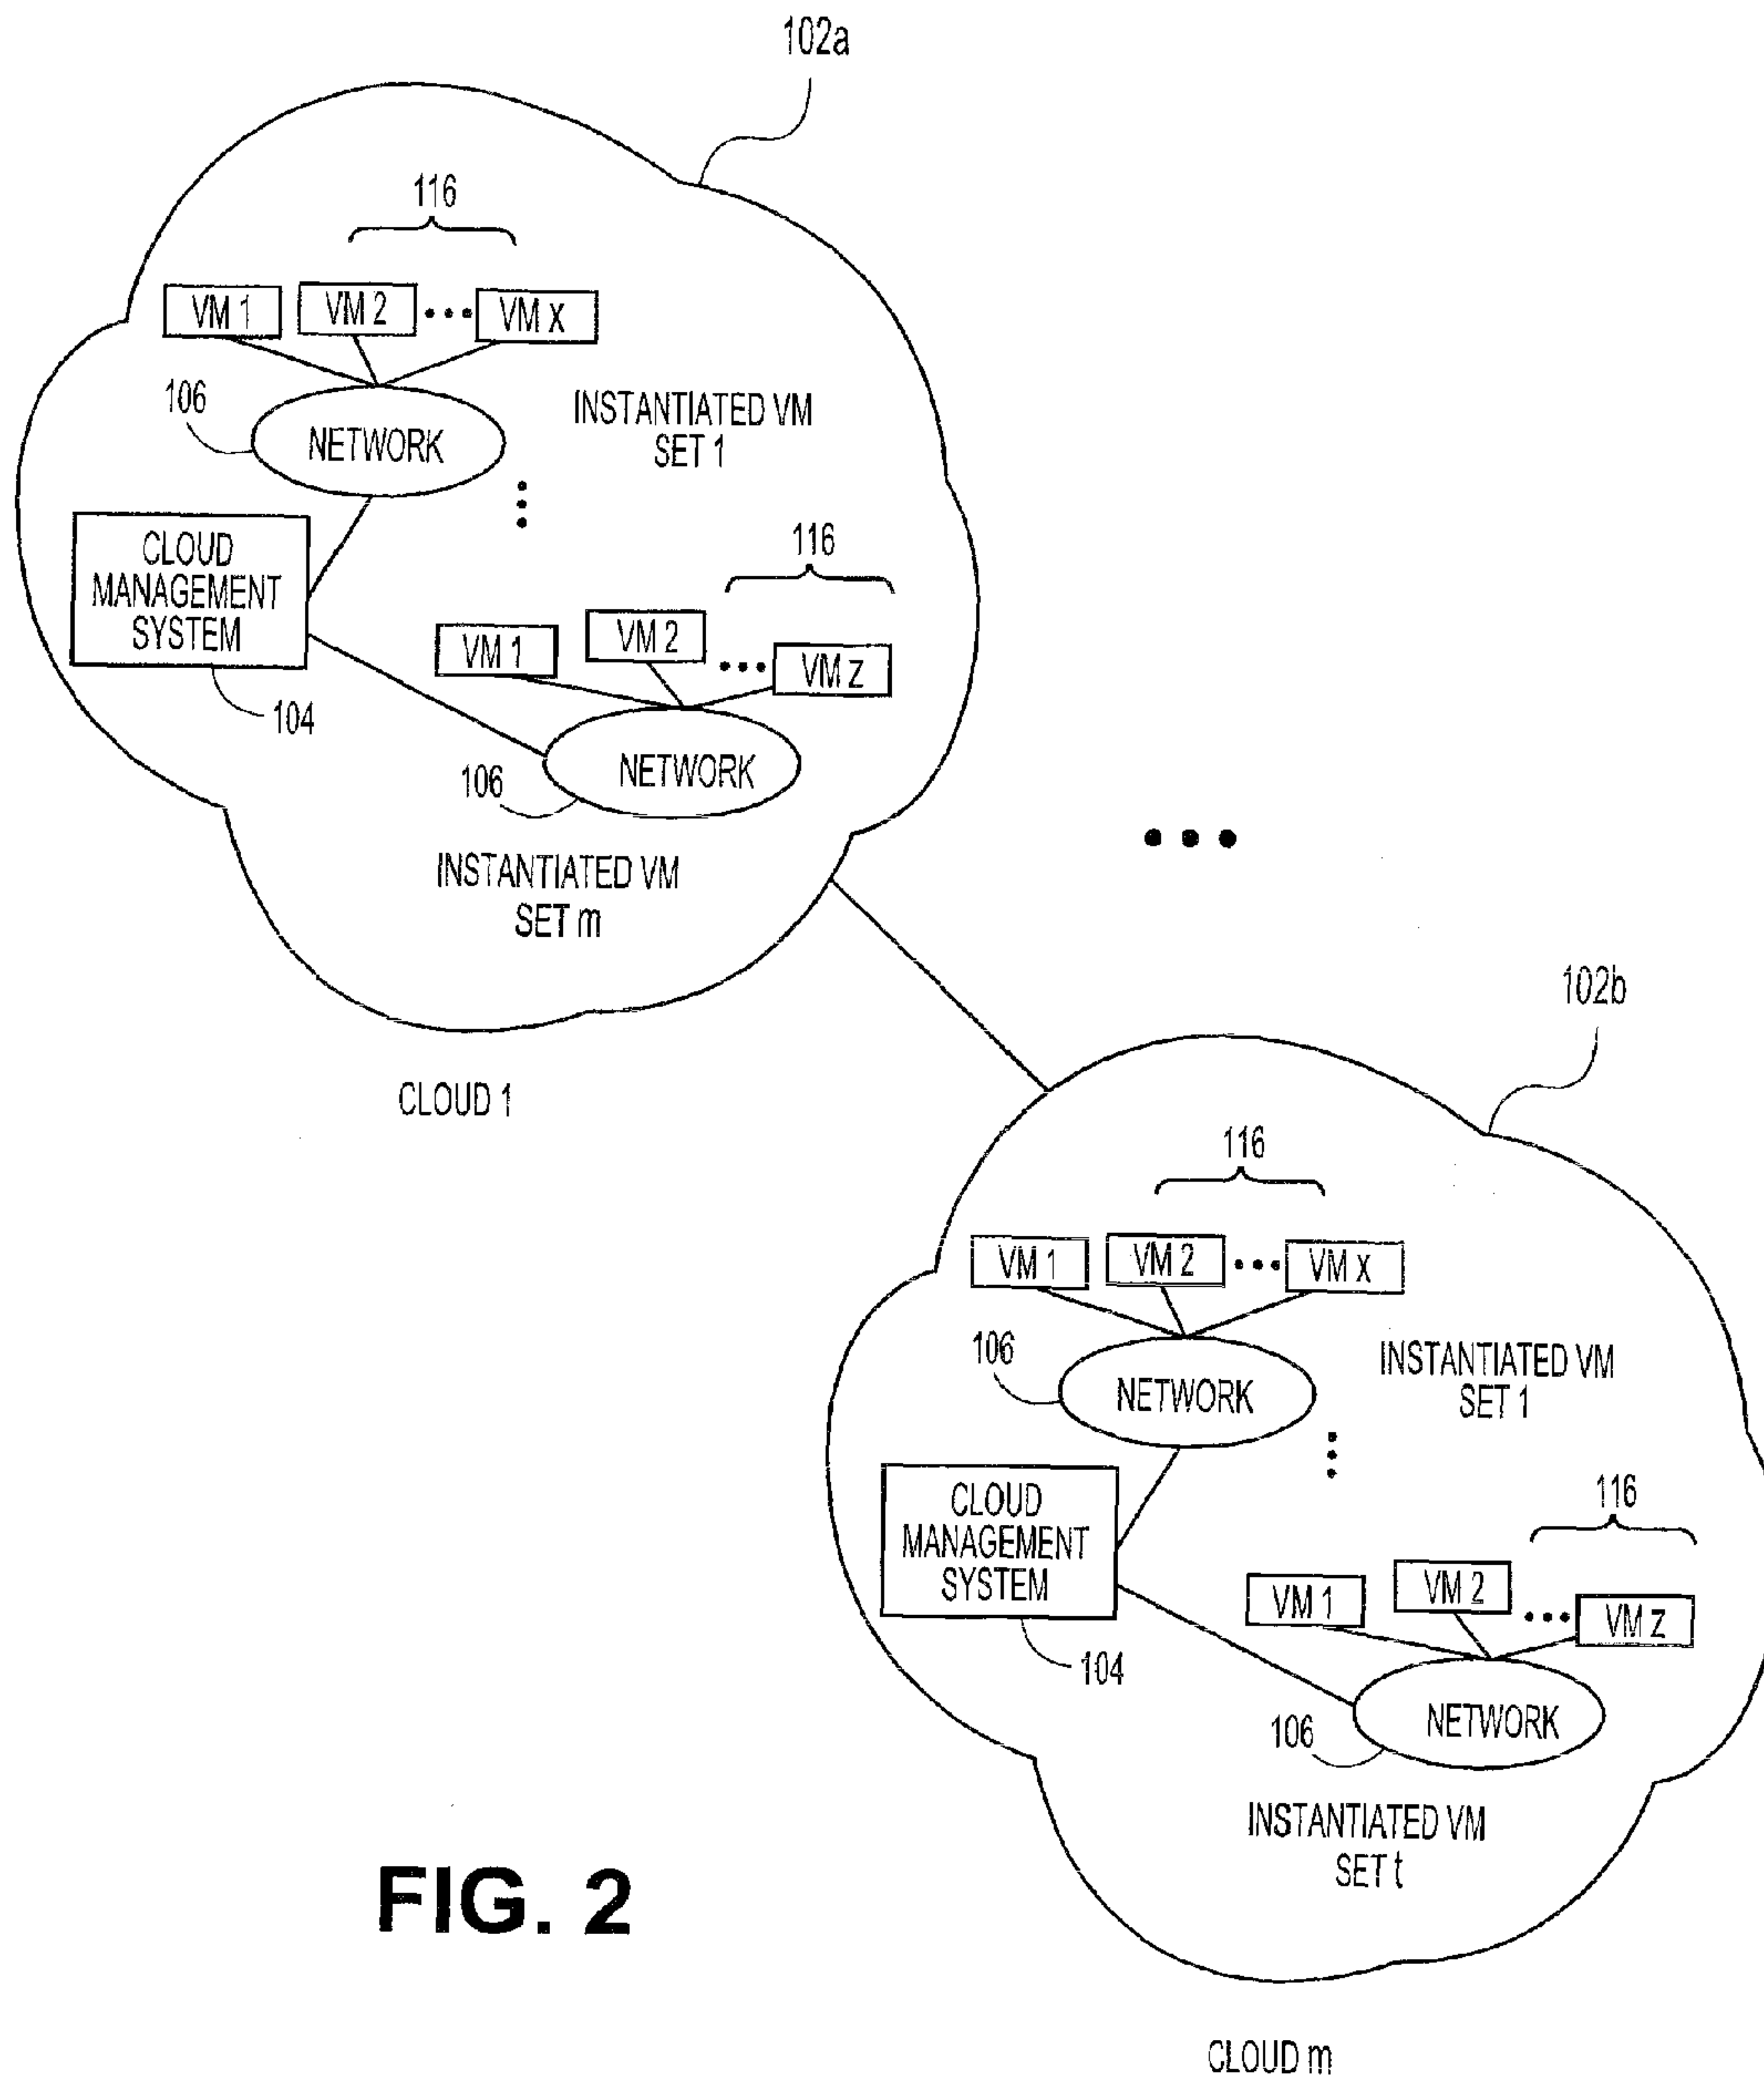 102a
116
VM 1
VM 2
VM X
106
NETWORK
INSTANTIATED VM
SET 1
CLOUD
MANAGEMENT
SYSTEM
104
116
VM 1
VM 2
VM Z
106
NETWORK
INSTANTIATED VM
SET m
CLOUD 1
102b
116
VM 1
VM 2
VM X
106
NETWORK
INSTANTIATED VM
SET 1
CLOUD
MANAGEMENT
SYSTEM
104
116
VM 1
VM 2
VM Z
106
NETWORK
INSTANTIATED VM
SET t
FIG. 2
CLOUD m